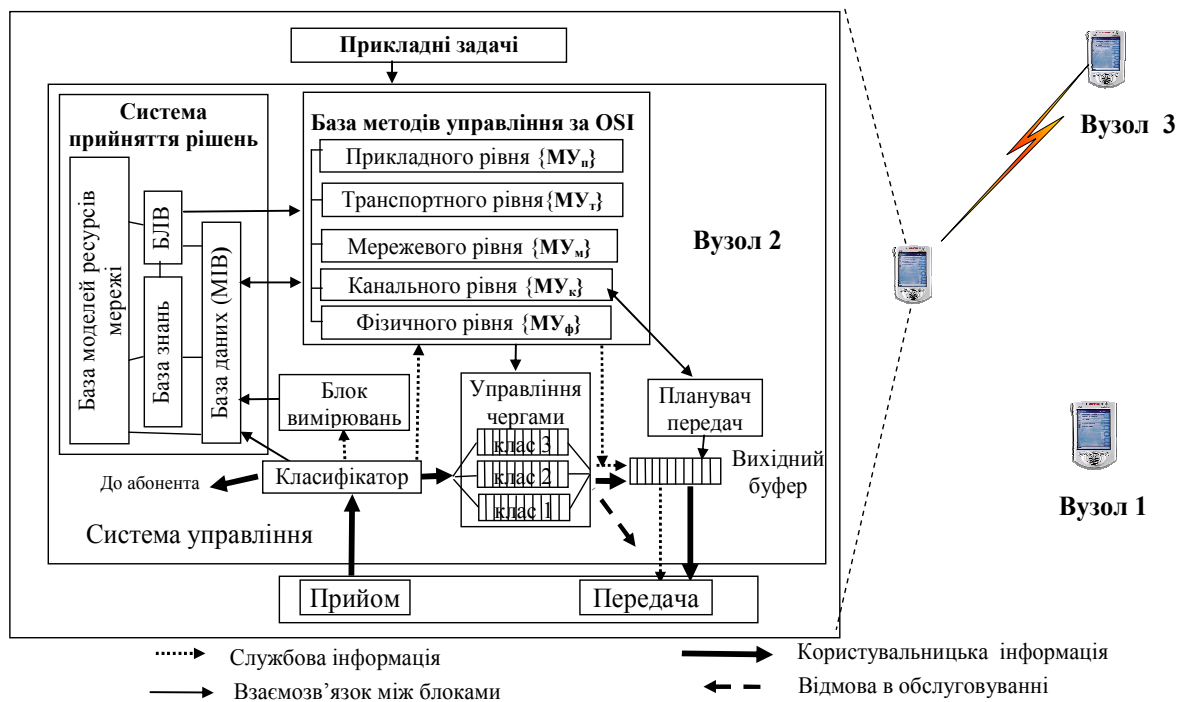 Прикладні задачі
Система
прийняття рішень
База моделей ресурсів
мережі
БЛВ
База знань
База даних (MIB)
База методів управління за OSI
Прикладного рівня {МУп}
Транспортного рівня{МУт}
Мережевого рівня {МУм}
Канального рівня {МУк}
Фізичного рівня {МУф}
Вузол 2
Блок
вимірювань
Управління
чергами
клас 3
клас 2
клас 1
Планувач
передач
Вихідний
буфер
До абонента
Класифікатор
Система управління
Прийом
Передача
Вузол 3
Вузол 1
Службова інформація
Взаємозв’язок між блоками
Користувальницька інформація
Відмова в обслуговуванні